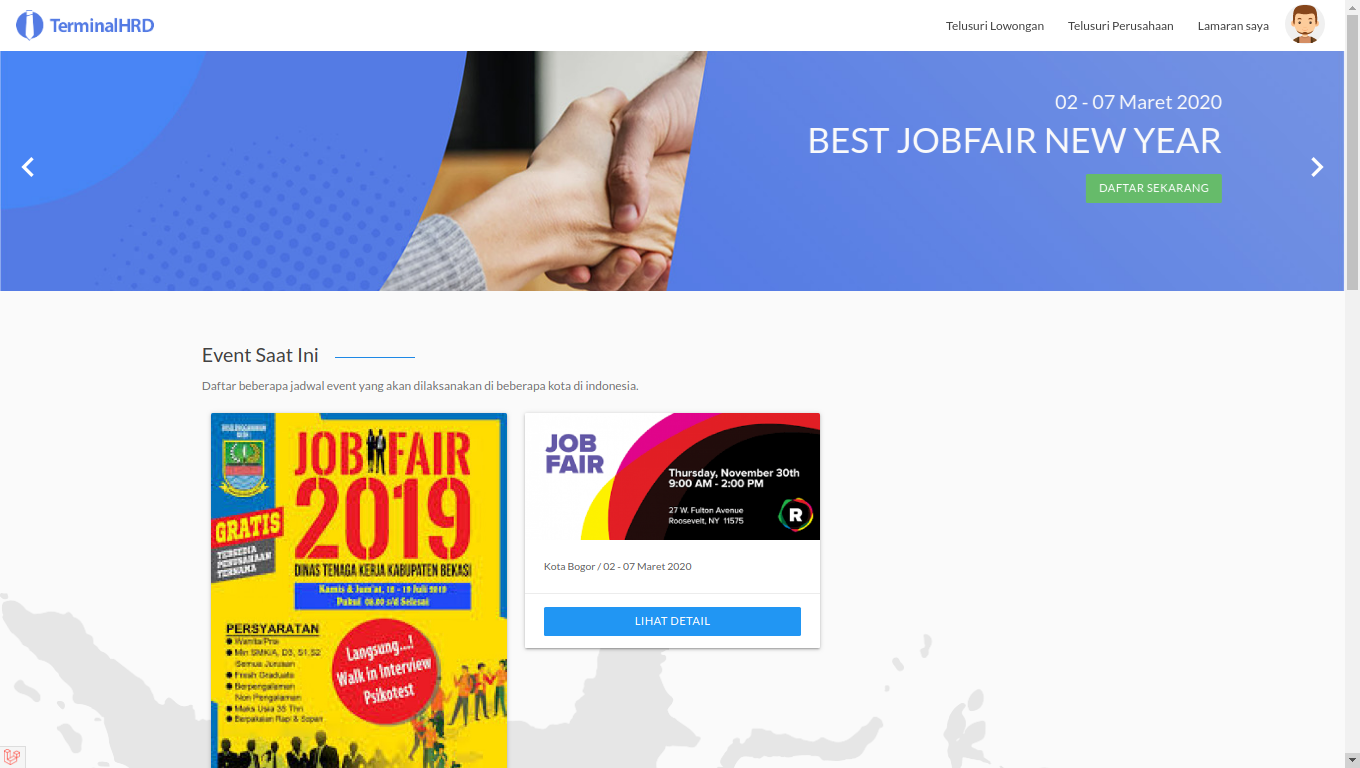 TerminalHRD
Telusuri Lowongan
Telusuri Perusahaan
Lamaran saya
02 - 07 Maret 2020
BEST JOBFAIR NEW YEAR
DAFTAR SEKARANG
Event Saat Ini
Daftar beberapa jadwal event yang akan dilaksanakan di beberapa kota di indonesia.
JOB FAIR
2019
GRATIS
TERSEDIA
PERUSAHAAN
TERNAMA
DINAS TENAGA KERJA KABUPATEN BEKASI
Kamis & Jum'at, 18 - 19 Juli 2019
Pukul 08.00 s/d Selesai
PERSYARATAN
Wanita/Pria
Min SMK/A, D3, S1,S2
Semua Jurusan
Fresh Graduate
Berpengalaman
Non Pengalaman
Maks Usia 35 Thn
Berpakaian Rapi & Sopan
Langsung...!
Walk in Interview
Psikotest
JOB
FAIR
Thursday, November 30th
9:00 AM - 2:00 PM
27 W. Fulton Avenue
Roosevelt, NY 11575
R
Kota Bogor / 02 - 07 Maret 2020
LIHAT DETAIL